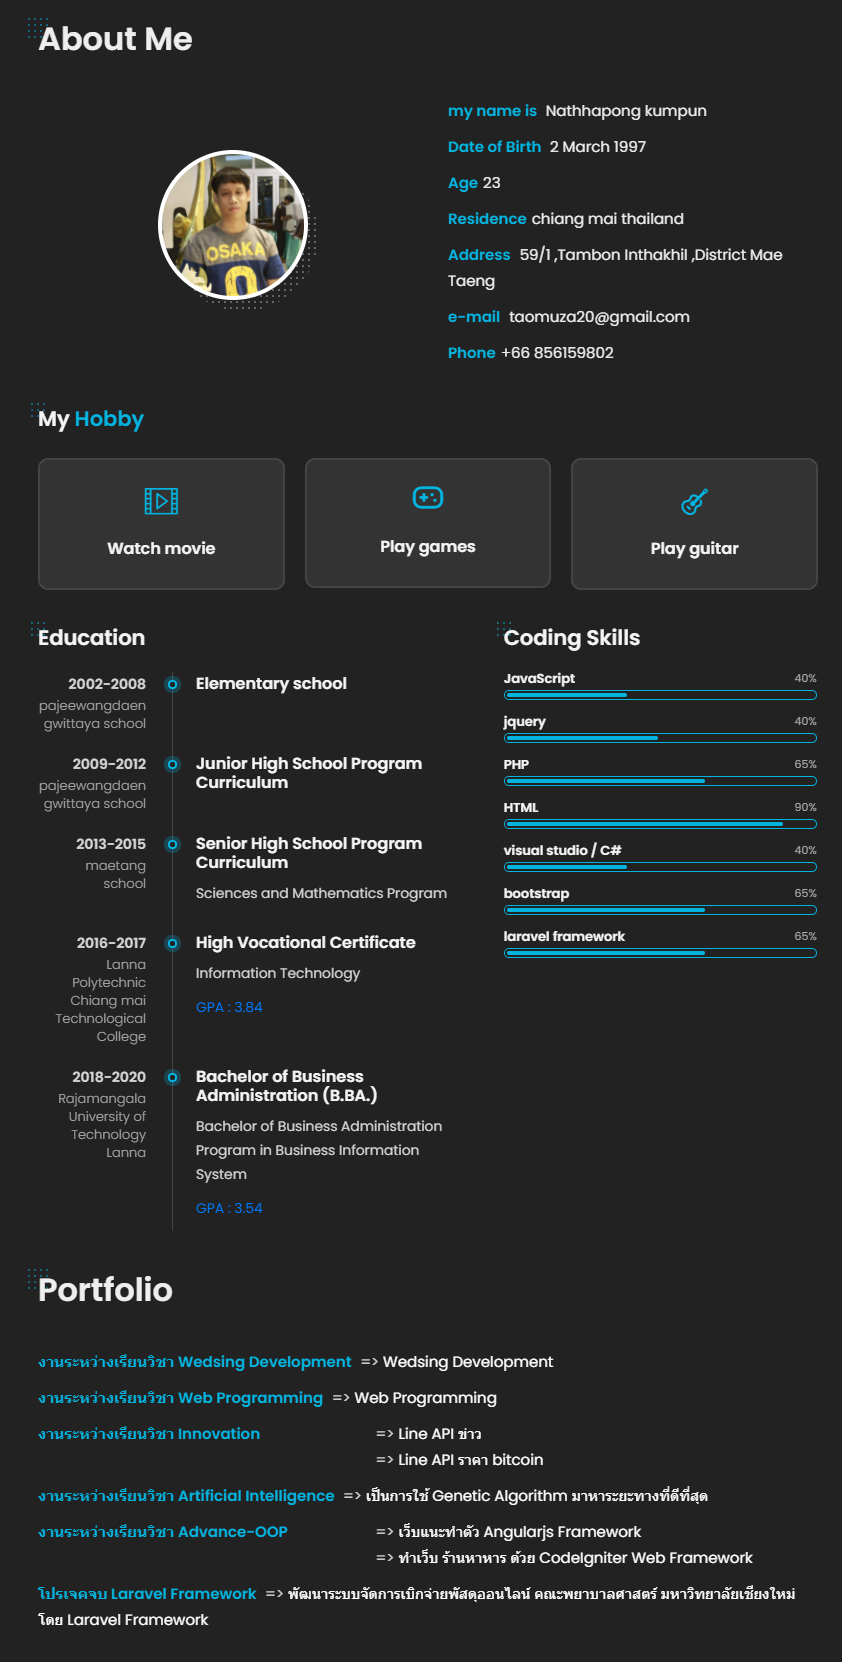 About Me
my name is Nathhapong kumpun
Date of Birth 2 March 1997
Age 23
Residence chiang mai thailand
Address 59/1 ,Tambon Inthakhil ,District Mae
Taeng
e-mail taomuza20@gmail.com
Phone +66 856159802
OSAKA
0
My Hobby
Watch movie
Play games
Play guitar
Education
2002-2008
pajeewangdaen
gwittaya school
Elementary school
2009-2012
pajeewangdaen
gwittaya school
Junior High School Program
Curriculum
2013-2015
maetang
school
Senior High School Program
Curriculum
Sciences and Mathematics Program
2016-2017
Lanna
Polytechnic
Chiang mai
Technological
College
High Vocational Certificate
Information Technology
GPA : 3.84
2018-2020
Rajamangala
University of
Technology
Lanna
Bachelor of Business
Administration (B.BA.)
Bachelor of Business Administration
Program in Business Information
System
GPA : 3.54
Coding Skills
JavaScript 40%
jquery 40%
PHP 65%
HTML 90%
visual studio / C# 40%
bootstrap 65%
laravel framework 65%
Portfolio
งานระหว่างเรียนวิชา Wedsing Development => Wedsing Development
งานระหว่างเรียนวิชา Web Programming => Web Programming
งานระหว่างเรียนวิชา Innovation => Line API ข่าว
=> Line API ราคา bitcoin
งานระหว่างเรียนวิชา Artificial Intelligence => เป็นการใช้ Genetic Algorithm มาหาระยะทางที่ดีที่สุด
งานระหว่างเรียนวิชา Advance-OOP => เว็บแนะทำตัว Angularjs Framework
=> ทำเว็บ ร้านหาหาร ด้วย CodeIgniter Web Framework
โปรเจคจบ Laravel Framework => พัฒนาระบบจัดการเบิกจ่ายพัสดุออนไลน์ คณะพยาบาลศาสตร์ มหาวิทยาลัยเชียงใหม่
โดย Laravel Framework